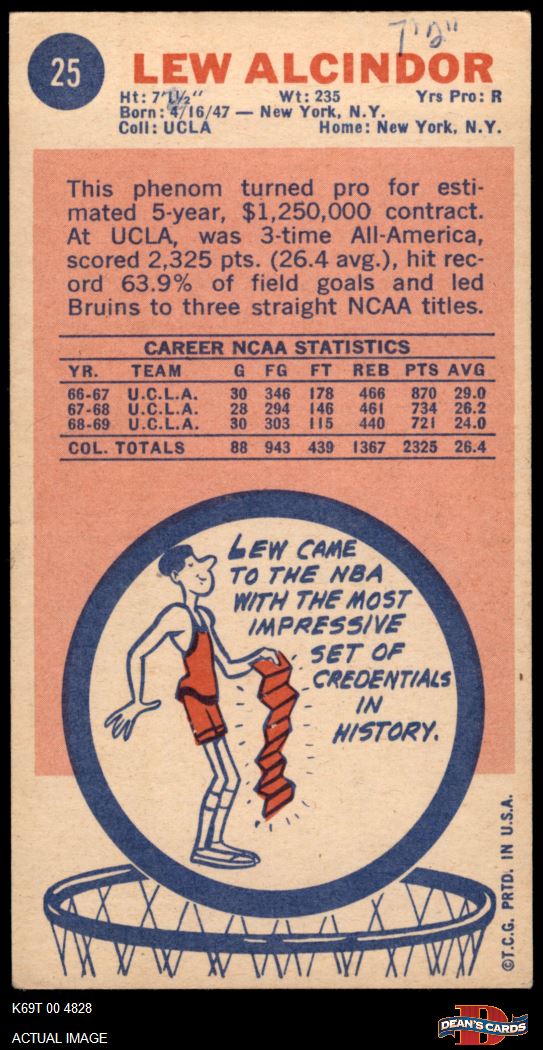 7'2"
25
LEW ALCINDOR
Ht: 7'1½" Wt: 235 Yrs Pro: R
Born: 4/16/47 — New York, N.Y.
Coll: UCLA Home: New York, N.Y.
This phenom turned pro for esti-
mated 5-year, $1,250,000 contract.
At UCLA, was 3-time All-America,
scored 2,325 pts. (26.4 avg.), hit rec-
ord 63.9% of field goals and led
Bruins to three straight NCAA titles.
CAREER NCAA STATISTICS
YR. TEAM G FG FT REB PTS AVG
66-67 U.C.L.A. 30 346 178 466 870 29.0
67-68 U.C.L.A. 28 294 146 461 734 26.2
68-69 U.C.L.A. 30 303 115 440 721 24.0
COL. TOTALS 88 943 439 1367 2325 26.4
LEW CAME
TO THE NBA
WITH THE MOST
IMPRESSIVE
SET OF
CREDENTIALS
IN
HISTORY.
©T.C.G. PRTD. IN U.S.A.
K69T 00 4828
ACTUAL IMAGE
D
DEAN'S CARDS